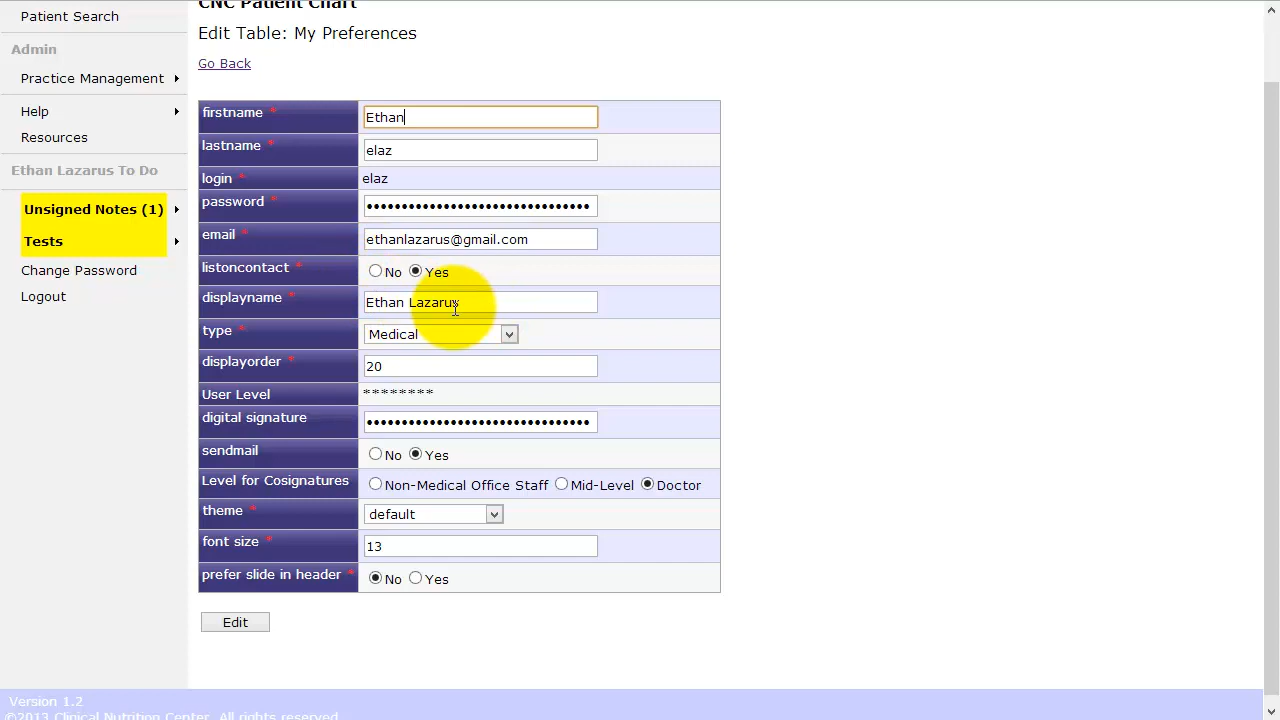 Patient Search
Admin
Practice Management
Help
Resources
Ethan Lazarus To Do
Unsigned Notes (1)
Tests
Change Password
Logout
CNC Patient Chart
Edit Table: My Preferences
Go Back
firstname * Ethan
lastname * elaz
login * elaz
password * ••••••••••••••••••••••••••••••••
email * ethanlazarus@gmail.com
listoncontact * No Yes
displayname * Ethan Lazarus
type * Medical
displayorder * 20
User Level ********
digital signature ••••••••••••••••••••••••••••••••
sendmail No Yes
Level for Cosignatures Non-Medical Office Staff Mid-Level Doctor
theme * default
font size * 13
prefer slide in header * No Yes
Edit
Version 1.2
©2013 Clinical Nutrition Center. All rights reserved